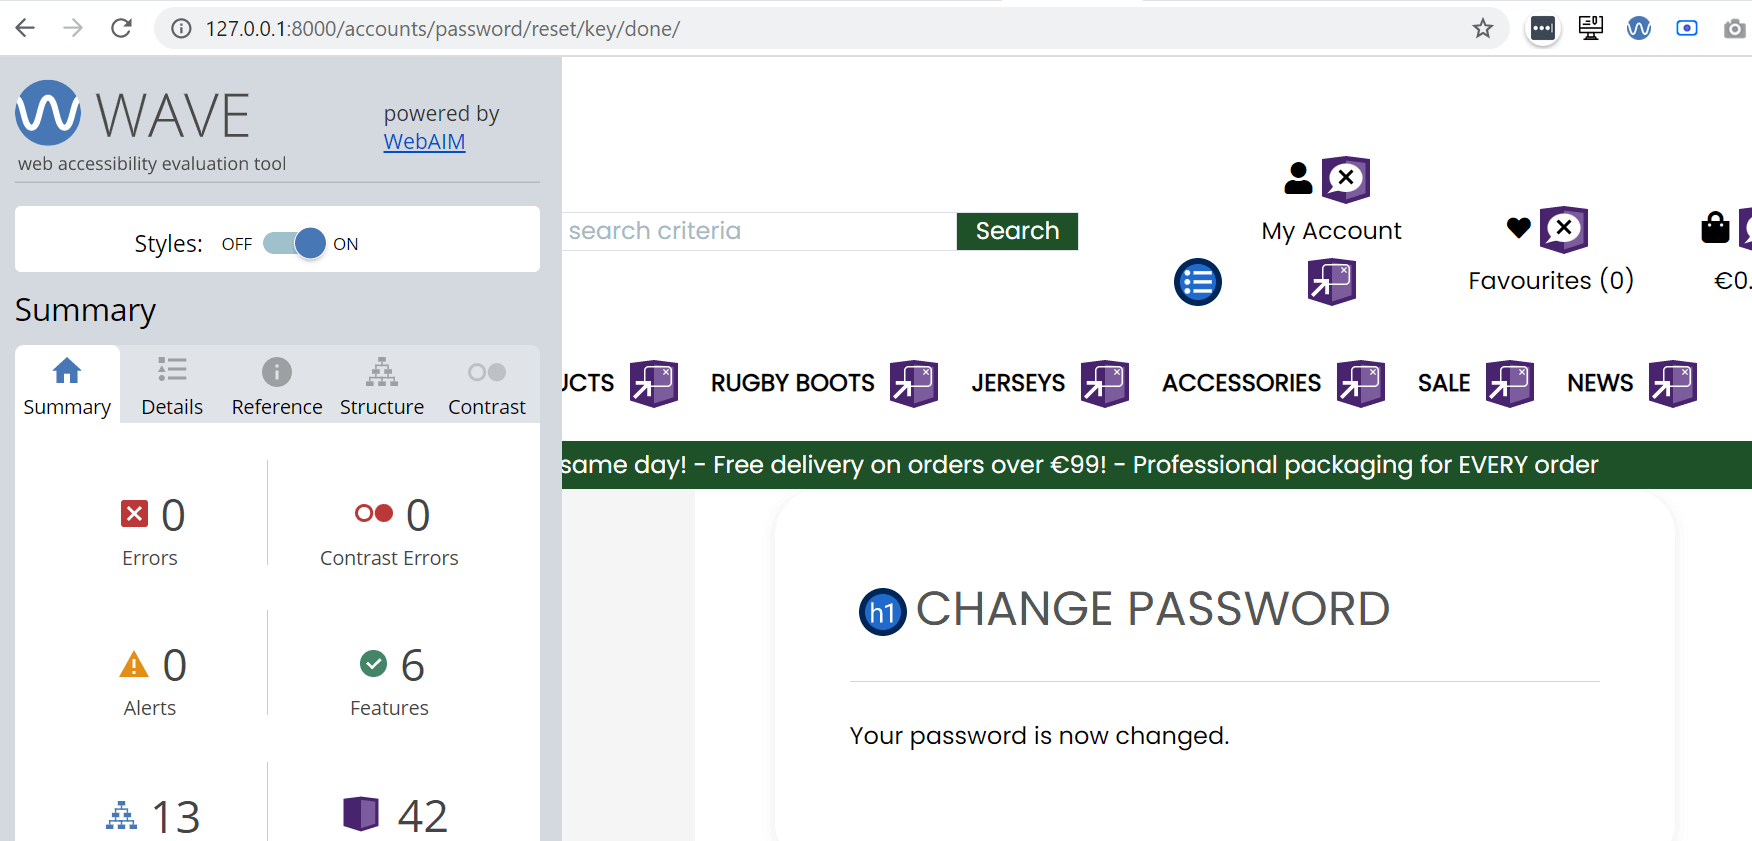 127.0.0.1:8000/accounts/password/reset/key/done/
WAVE
powered by
WebAIM
web accessibility evaluation tool
Styles: OFF ON
Summary
Summary Details Reference Structure Contrast
0 Errors
0 Contrast Errors
0 Alerts
6 Features
13
42
search criteria
Search
My Account
Favourites (0)
€0.
UCTS RUGBY BOOTS JERSEYS ACCESSORIES SALE NEWS
same day! - Free delivery on orders over €99! - Professional packaging for EVERY order
h1 CHANGE PASSWORD
Your password is now changed.